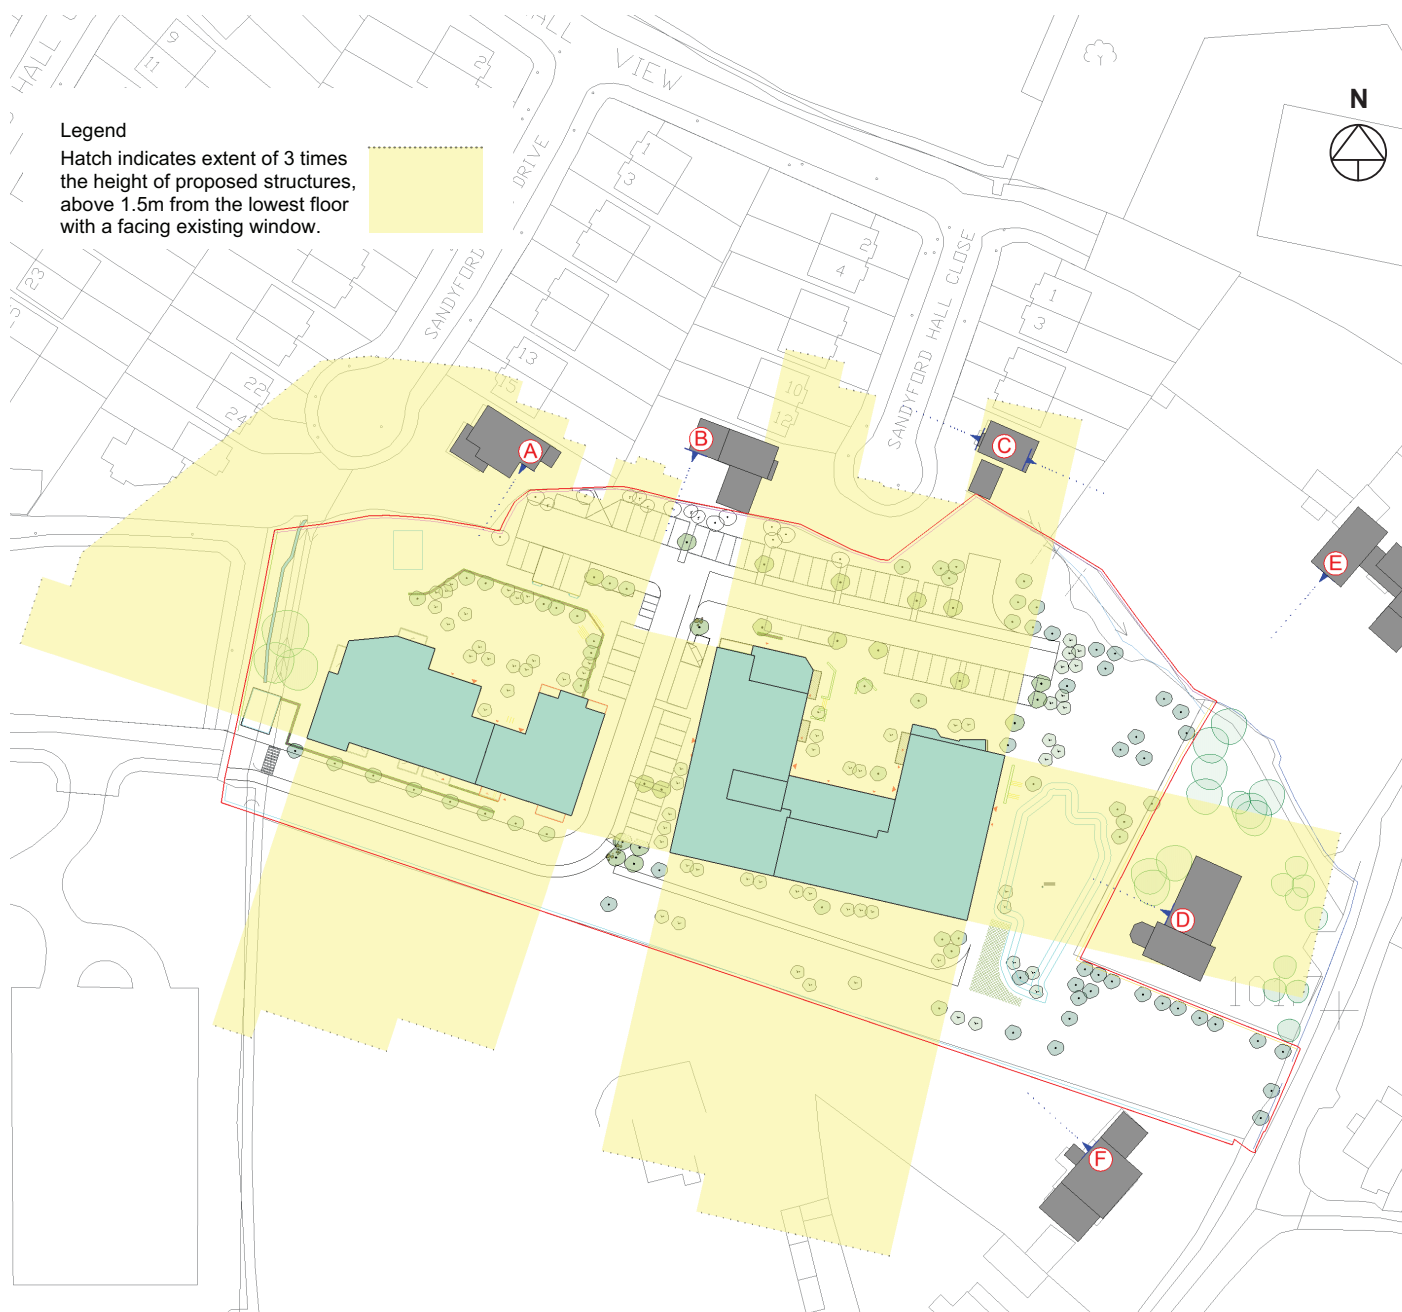 HALL
9
11
2
HALL
VIEW
N
Legend
Hatch indicates extent of 3 times
the height of proposed structures,
above 1.5m from the lowest floor
with a facing existing window.
SANDYFORD DRIVE
1
3
2
4
SANDYFORD HALL CLOSE
1
3
23
22
24
13
15
10
12
A
B
C
E
D
F